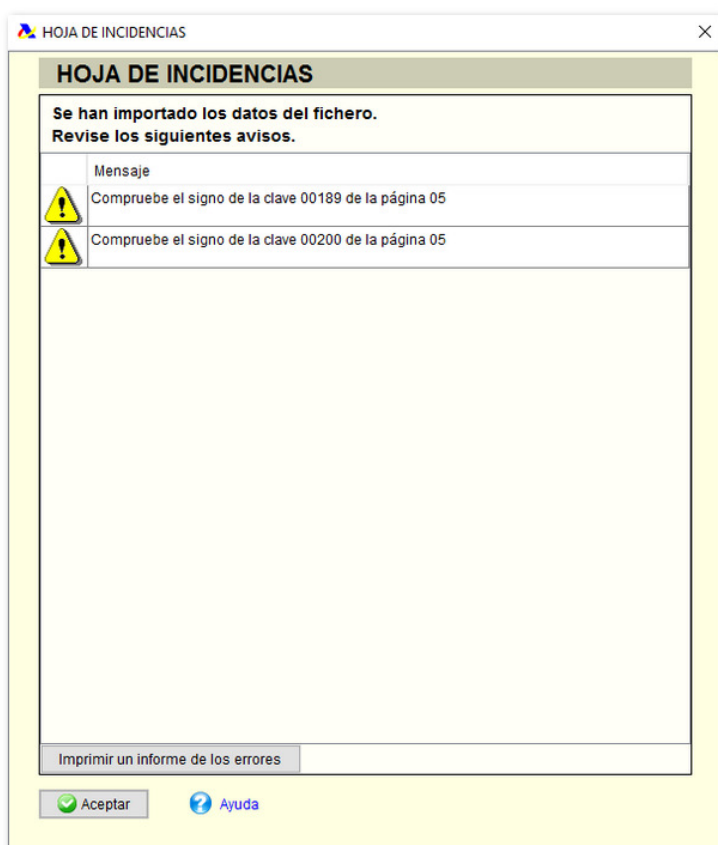 HOJA DE INCIDENCIAS
HOJA DE INCIDENCIAS
Se han importado los datos del fichero.
Revise los siguientes avisos.
Mensaje
Compruebe el signo de la clave 00189 de la página 05
Compruebe el signo de la clave 00200 de la página 05
Imprimir un informe de los errores
Aceptar
Ayuda